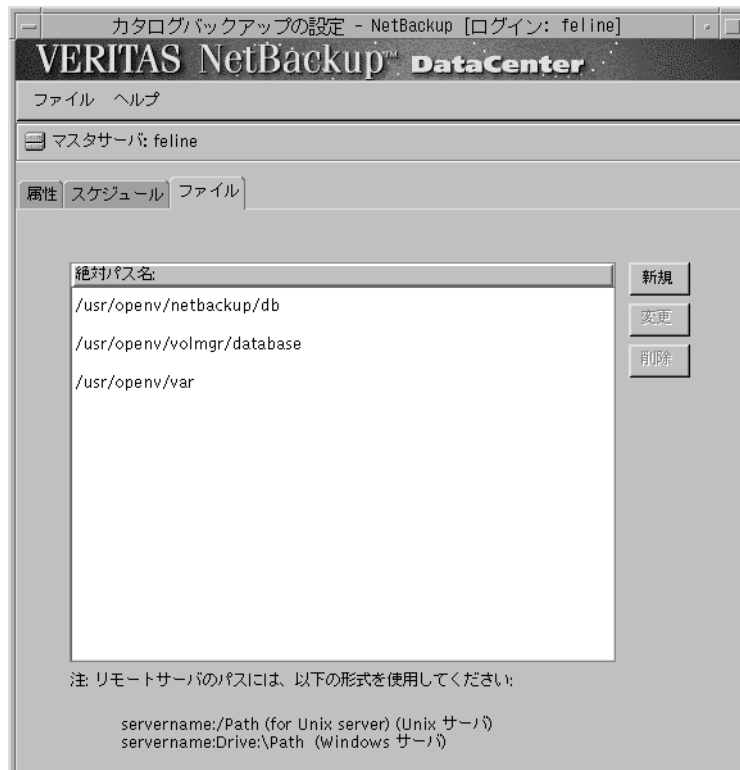 カタログバックアップの設定 - NetBackup [ログイン: feline]
VERITAS NetBackup™ DataCenter
ファイル ヘルプ
マスタサーバ: feline
属性 スケジュール ファイル
絶対パス名:
新規
/usr/openv/netbackup/db
変更
/usr/openv/volmgr/database
削除
/usr/openv/var
注: リモートサーバのパスには、以下の形式を使用してください:
servername:/Path (for Unix server) (Unix サーバ)
servername:Drive:\Path (Windows サーバ)